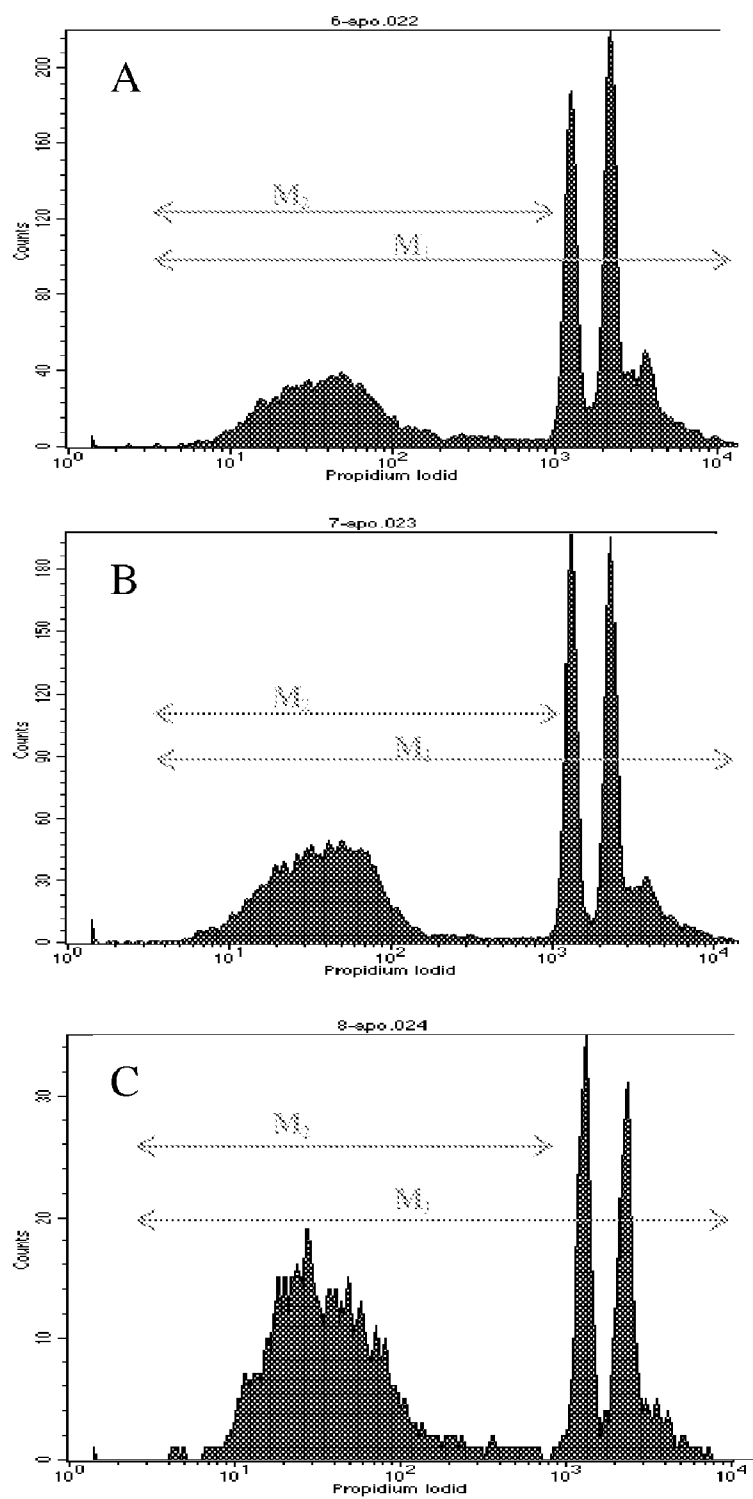 6-apo.022
A
200
160
120
80
40
0
Counts
M2
M1
10^0 10^1 10^2 10^3 10^4
Propidium Iodid
7-apo.023
B
180
150
120
90
60
30
0
Counts
M2
M1
10^0 10^1 10^2 10^3 10^4
Propidium Iodid
8-apo.024
C
30
20
10
0
Counts
M2
M1
10^0 10^1 10^2 10^3 10^4
Propidium Iodid